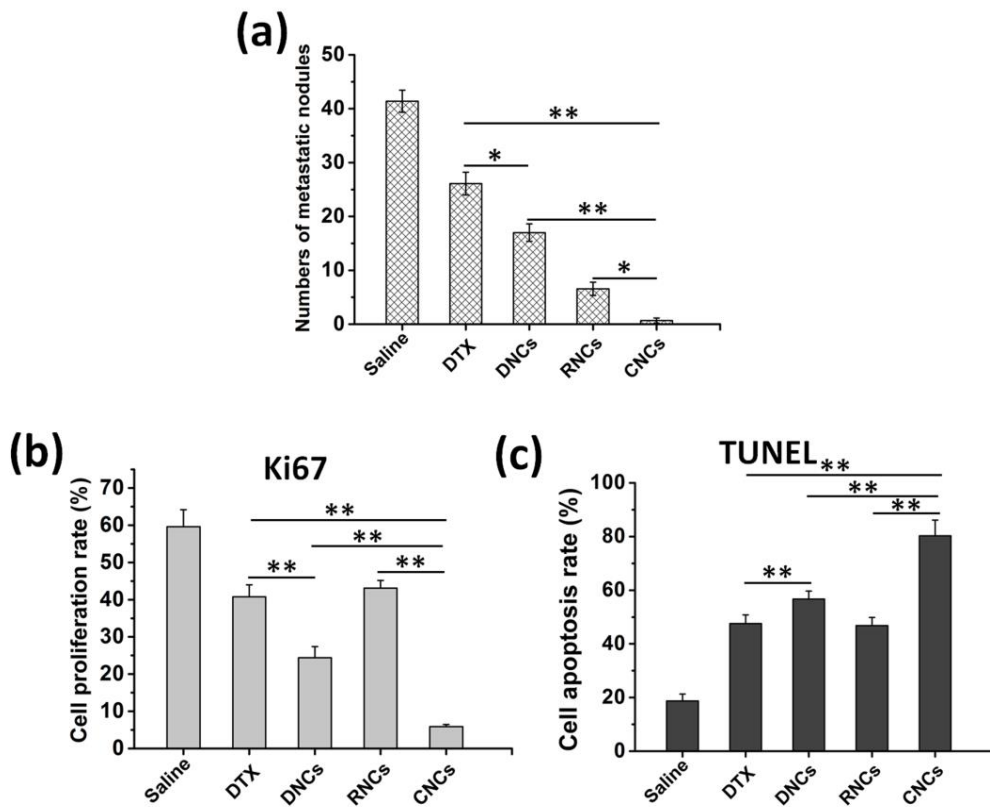 (a)
Numbers of metastatic nodules
50
40
30
20
10
0
**
*
**
*
Saline
DTX
DNCs
RNCs
CNCs
(b)
Ki67
Cell proliferation rate (%)
70
60
50
40
30
20
10
0
**
**
**
**
Saline
DTX
DNCs
RNCs
CNCs
(c)
TUNEL
Cell apoptosis rate (%)
100
80
60
40
20
0
**
**
**
**
Saline
DTX
DNCs
RNCs
CNCs